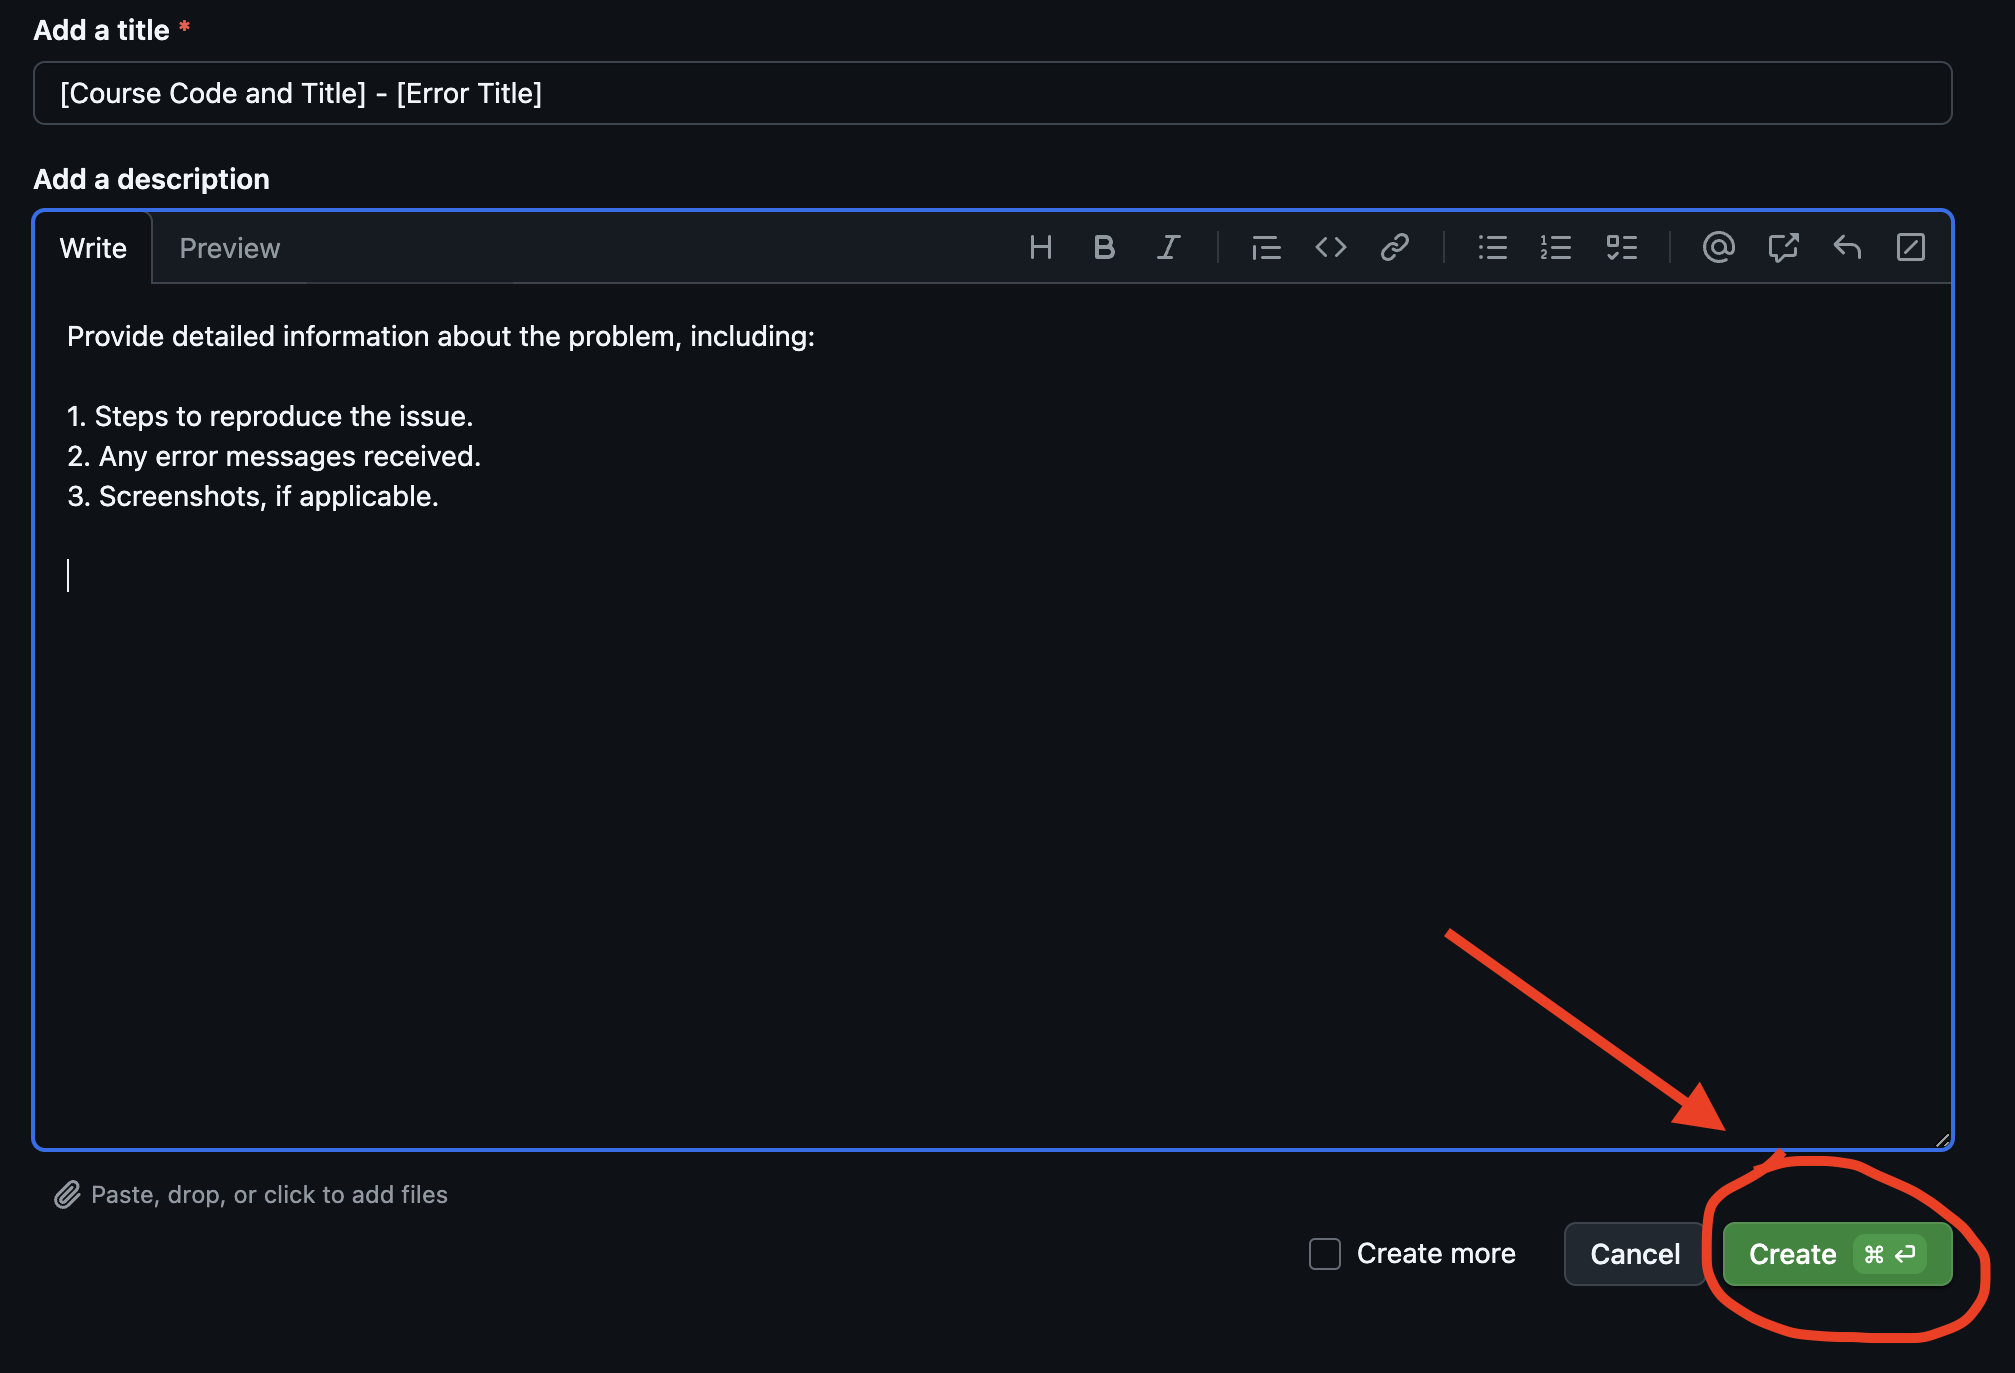 Add a title *
[Course Code and Title] - [Error Title]
Add a description
Write Preview
Provide detailed information about the problem, including:
1. Steps to reproduce the issue.
2. Any error messages received.
3. Screenshots, if applicable.
Paste, drop, or click to add files
Create more Cancel Create ⌘ ⏎